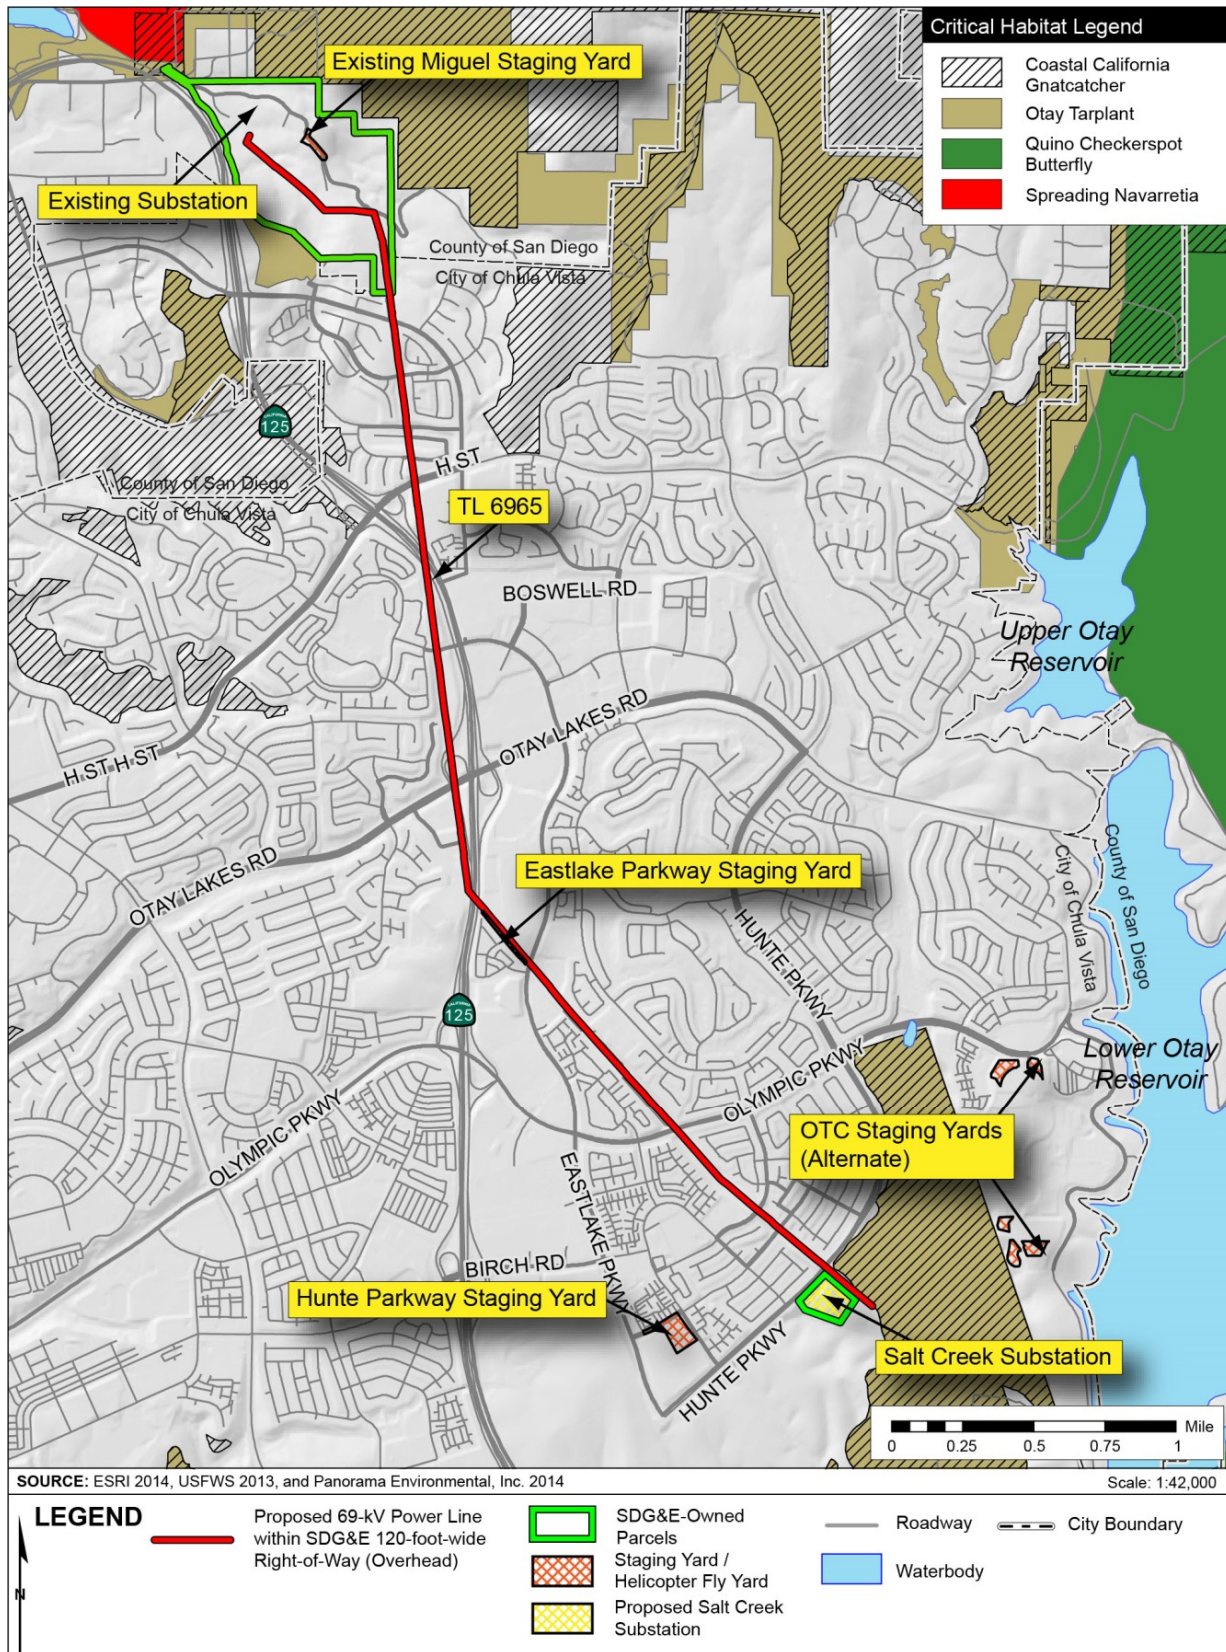 Critical Habitat Legend
Coastal California
Gnatcatcher
Otay Tarplant
Quino Checkerspot
Butterfly
Spreading Navarretia
Existing Miguel Staging Yard
Existing Substation
County of San Diego
City of Chula Vista
CALIFORNIA
125
H ST
County of San Diego
City of Chula Vista
TL 6965
BOSWELL RD
Upper Otay
Reservoir
OTAY LAKES RD
H ST H ST
Eastlake Parkway Staging Yard
OTAY LAKES RD
HUNTE PKWY
City of Chula Vista
County of San Diego
CALIFORNIA
125
Lower Otay
Reservoir
OLYMPIC PKWY
OLYMPIC PKWY
OTC Staging Yards
(Alternate)
EASTLAKE PKWY
BIRCH RD
Hunte Parkway Staging Yard
Salt Creek Substation
HUNTE PKWY
Mile
0 0.25 0.5 0.75 1
SOURCE: ESRI 2014, USFWS 2013, and Panorama Environmental, Inc. 2014
Scale: 1:42,000
LEGEND
N
Proposed 69-kV Power Line
within SDG&E 120-foot-wide
Right-of-Way (Overhead)
SDG&E-Owned
Parcels
Staging Yard /
Helicopter Fly Yard
Proposed Salt Creek
Substation
Roadway
City Boundary
Waterbody